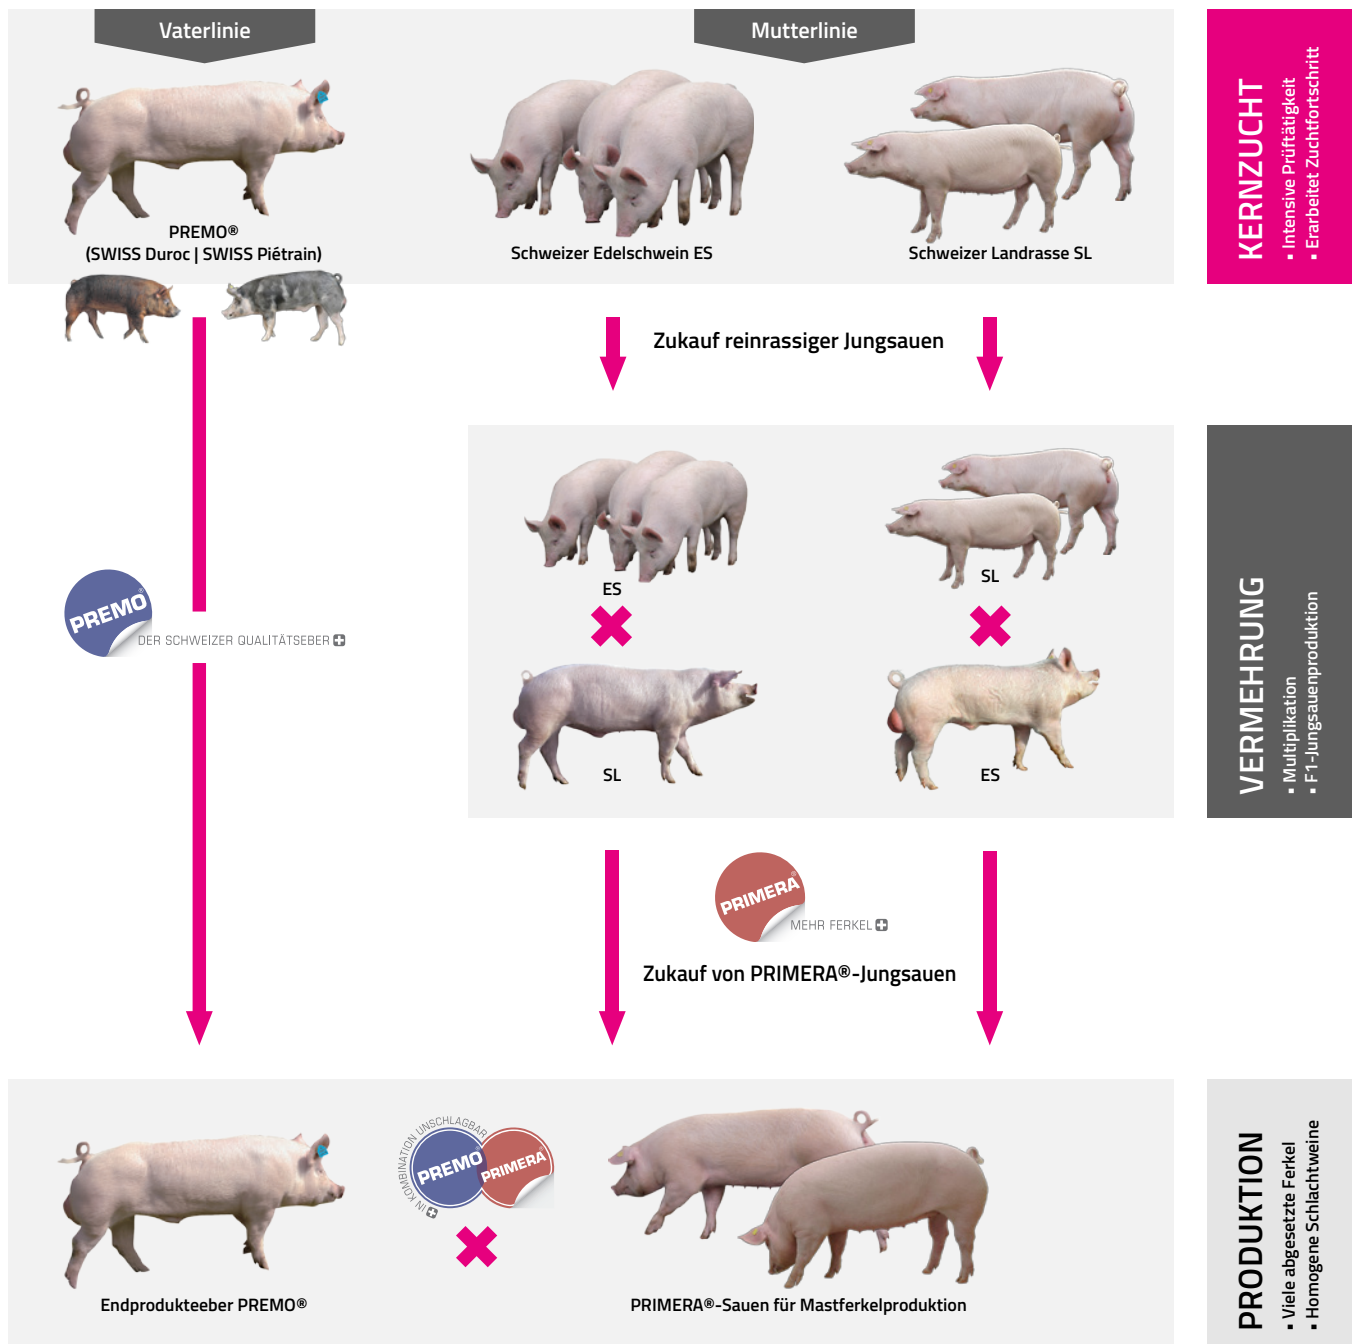 Vaterlinie
Mutterlinie
PREMO®
(SWISS Duroc | SWISS Piétrain)
Schweizer Edelschwein ES
Schweizer Landrasse SL
KERNZUCHT
▪ Intensive Prüftätigkeit
▪ Erarbeitet Zuchtfortschritt
Zukauf reinrassiger Jungsauen
ES
SL
SL
ES
VERMEHRUNG
▪ Multiplikation
▪ F1-Jungsauenproduktion
PREMO®
DER SCHWEIZER QUALITÄTSEBER
PRIMERA®
MEHR FERKEL
Zukauf von PRIMERA®-Jungsauen
IN KOMBINATION UNSCHLAGBAR
PREMO®
PRIMERA®
Endprodukteeber PREMO®
PRIMERA®-Sauen für Mastferkelproduktion
PRODUKTION
▪ Viele abgesetzte Ferkel
▪ Homogene Schlachtweine